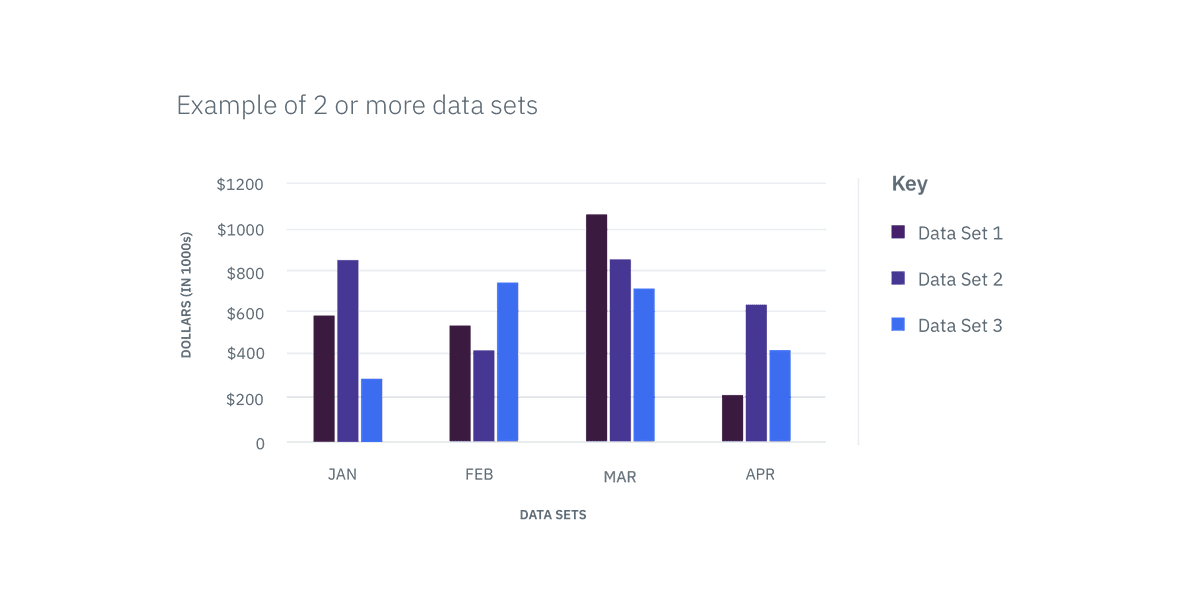 Example of 2 or more data sets
$1200
$1000
$800
$600
$400
$200
0
DOLLARS (IN 1000s)
JAN
FEB
MAR
APR
DATA SETS
Key
Data Set 1
Data Set 2
Data Set 3